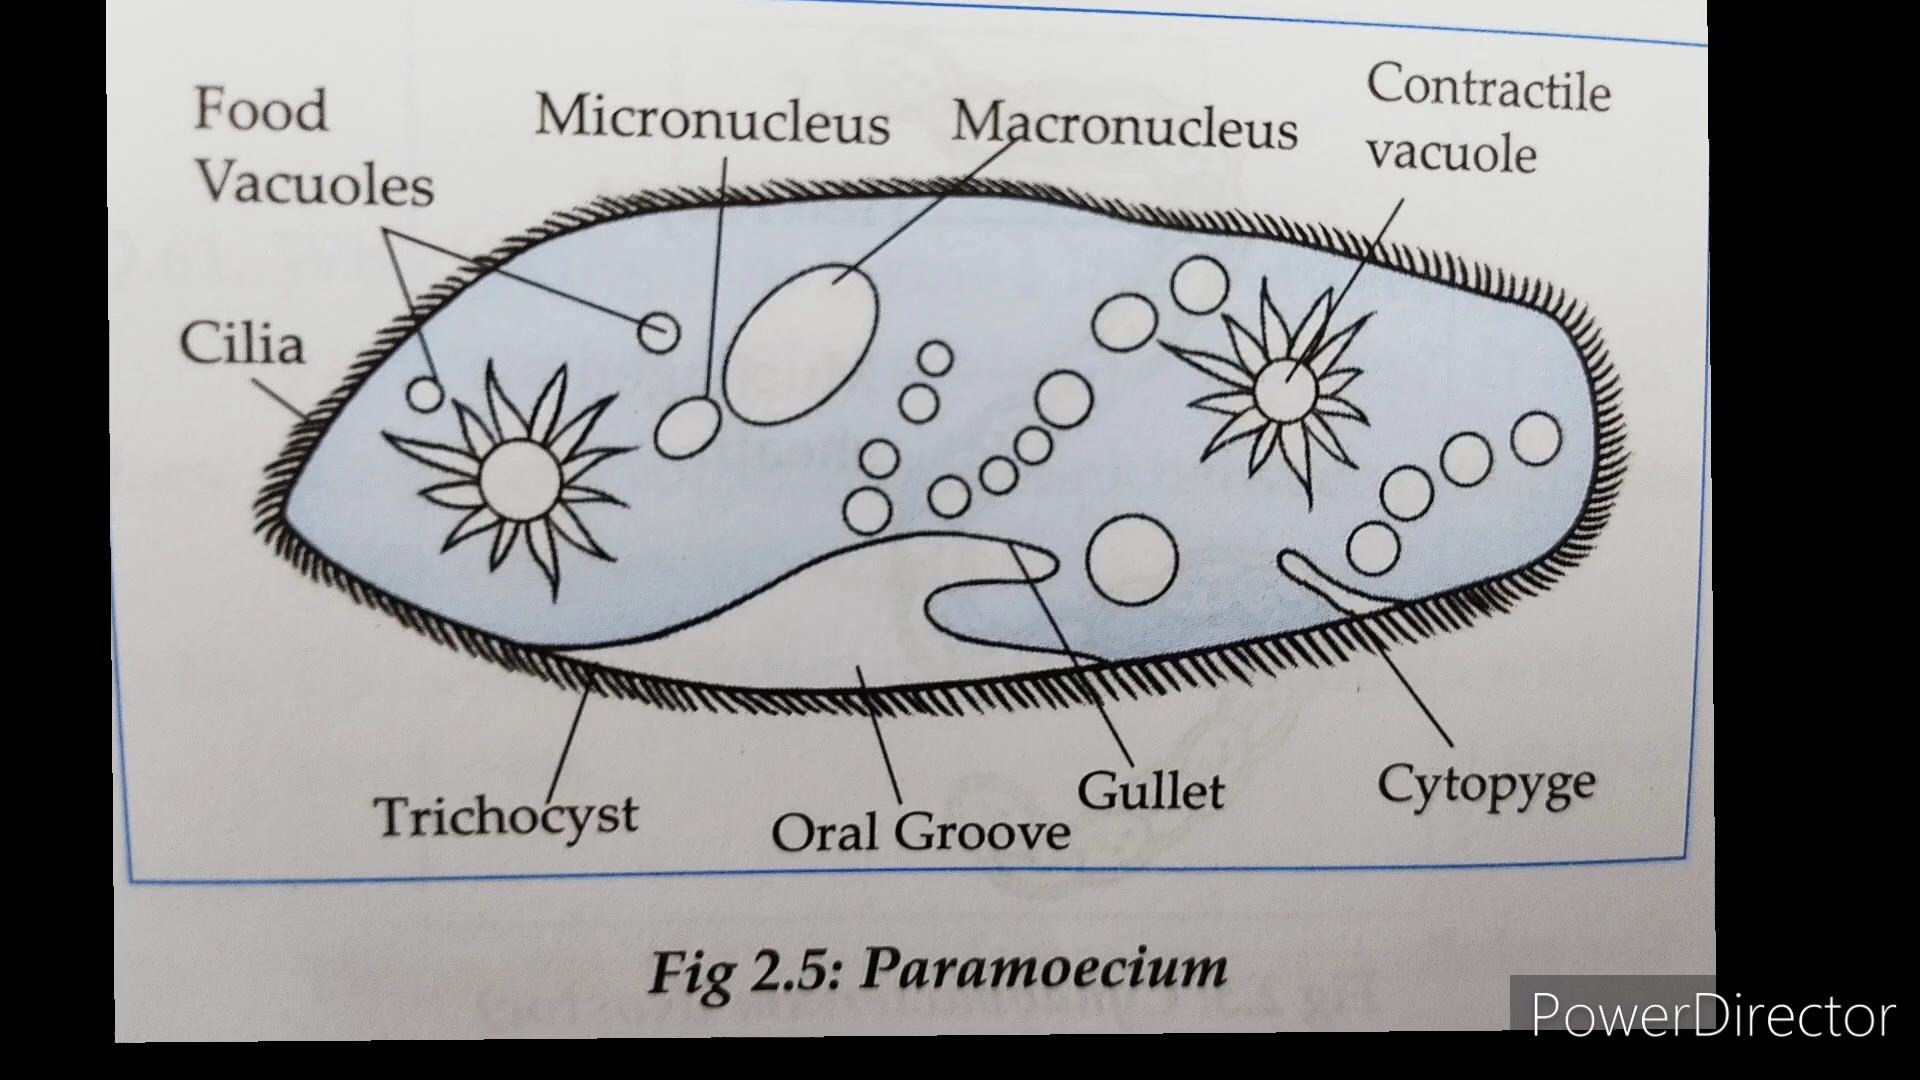 Food
Vacuoles
Micronucleus
Macronucleus
Contractile
vacuole
Cilia
Trichocyst
Oral Groove
Gullet
Cytopyge
Fig 2.5: Paramoecium
PowerDirector